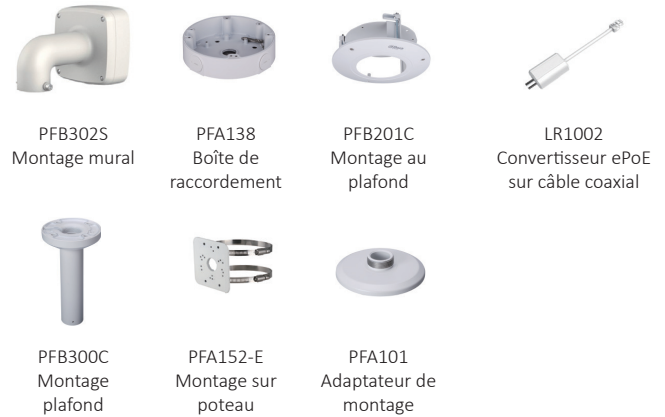 PFB302S
Montage mural
PFA138
Boîte de
raccordement
PFB201C
Montage au
plafond
LR1002
Convertisseur ePoE
sur câble coaxial
PFB300C
Montage
plafond
PFA152-E
Montage sur
poteau
PFA101
Adaptateur de
montage